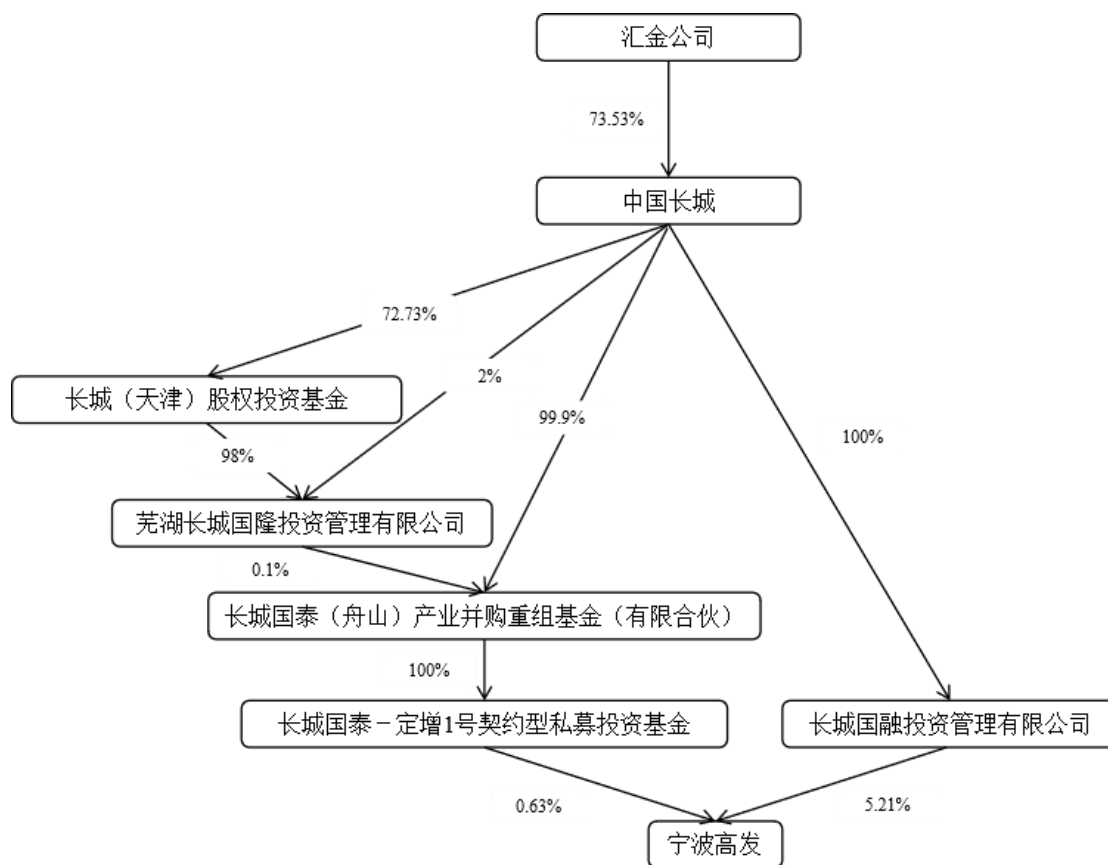 汇金公司
73.53%
中国长城
72.73%
2%
99.9%
100%
长城（天津）股权投资基金
98%
芜湖长城国隆投资管理有限公司
0.1%
长城国泰（舟山）产业并购重组基金（有限合伙）
100%
长城国泰－定增1号契约型私募投资基金
长城国融投资管理有限公司
0.63%
5.21%
宁波高发